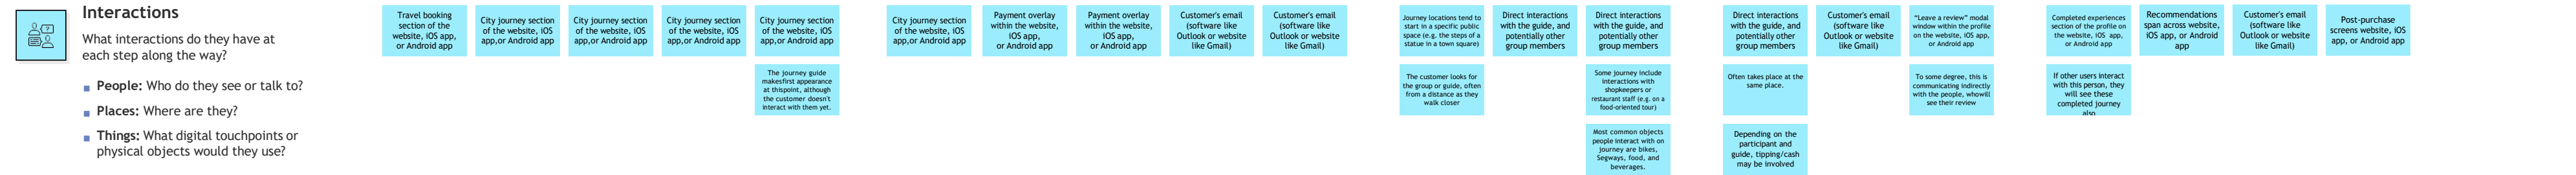 Interactions
What interactions do they have at
each step along the way?
People: Who do they see or talk to?
Places: Where are they?
Things: What digital touchpoints or
physical objects would they use?
Travel booking
section of the
website, iOS app,
or Android app
City journey section
of the website, iOS
app,or Android app
City journey section
of the website, iOS
app,or Android app
City journey section
of the website, iOS
app,or Android app
City journey section
of the website, iOS
app,or Android app
The journey guide
makesfirst appearance
at thispoint, although
the customer doesn't
interact with them yet.
City journey section
of the website, iOS
app,or Android app
Payment overlay
within the website,
iOS app,
or Android app
Payment overlay
within the website,
iOS app,
or Android app
Customer's email
(software like
Outlook or website
like Gmail)
Customer's email
(software like
Outlook or website
like Gmail)
Journey locations tend to
start in a specific public
space (e.g. the steps of a
statue in a town square)
The customer looks for
the group or guide, often
from a distance as they
walk closer
Direct interactions
with the guide, and
potentially other
group members
Direct interactions
with the guide, and
potentially other
group members
Some journey include
interactions with
shopkeepers or
restaurant staff (e.g. on a
food-oriented tour)
Most common objects
people interact with on
journey are bikes,
Segways, food, and
beverages.
Direct interactions
with the guide, and
potentially other
group members
Often takes place at the
same place.
Depending on the
participant and
guide, tipping/cash
may be involved
Customer's email
(software like
Outlook or website
like Gmail)
“Leave a review” modal
window within the profile
on the website, iOS app,
or Android app
To some degree, this is
communicating indirectly
with the people, whowill
see their review
Completed experiences
section of the profile on
the website, iOS app,
or Android app
If other users interact
with this person, they
will see these
completed journey
also
Recommendations
span across website,
iOS app, or Android
app
Customer's email
(software like
Outlook or website
like Gmail)
Post-purchase
screens website, iOS
app, or Android app